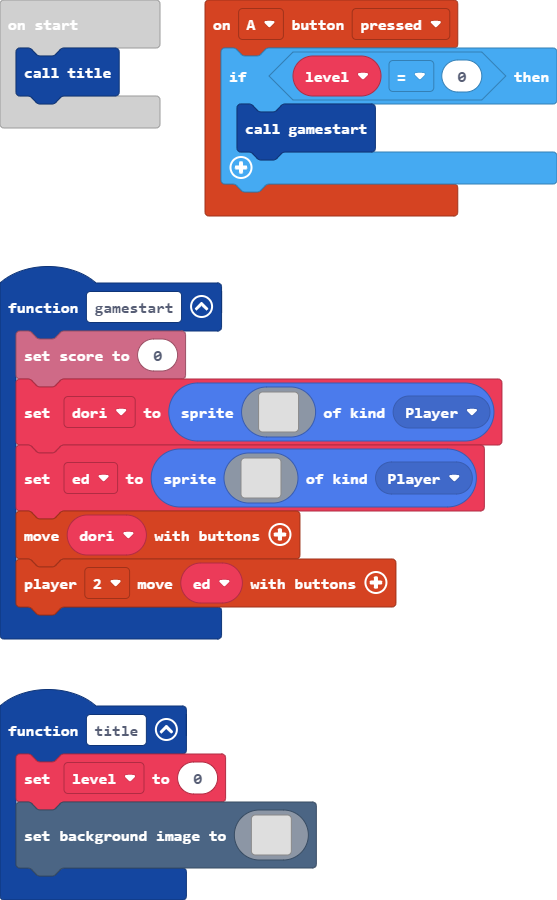 on start
call title
on A button pressed
if level = 0 then
call gamestart
function gamestart
set score to 0
set dori to sprite of kind Player
set ed to sprite of kind Player
move dori with buttons
player 2 move ed with buttons
function title
set level to 0
set background image to